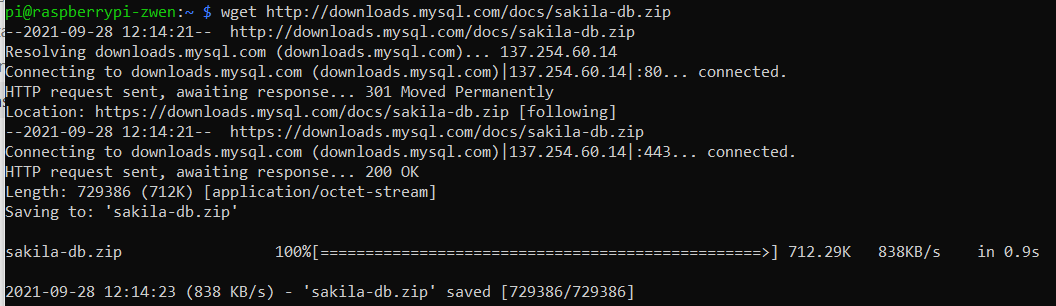 pi@raspberrypi-zwen:~ $ wget http://downloads.mysql.com/docs/sakila-db.zip
--2021-09-28 12:14:21--  http://downloads.mysql.com/docs/sakila-db.zip
Resolving downloads.mysql.com (downloads.mysql.com)... 137.254.60.14
Connecting to downloads.mysql.com (downloads.mysql.com)|137.254.60.14|:80... connected.
HTTP request sent, awaiting response... 301 Moved Permanently
Location: https://downloads.mysql.com/docs/sakila-db.zip [following]
--2021-09-28 12:14:21--  https://downloads.mysql.com/docs/sakila-db.zip
Connecting to downloads.mysql.com (downloads.mysql.com)|137.254.60.14|:443... connected.
HTTP request sent, awaiting response... 200 OK
Length: 729386 (712K) [application/octet-stream]
Saving to: 'sakila-db.zip'
sakila-db.zip                 100%[=================================================>] 712.29K   838KB/s    in 0.9s
2021-09-28 12:14:23 (838 KB/s) - 'sakila-db.zip' saved [729386/729386]